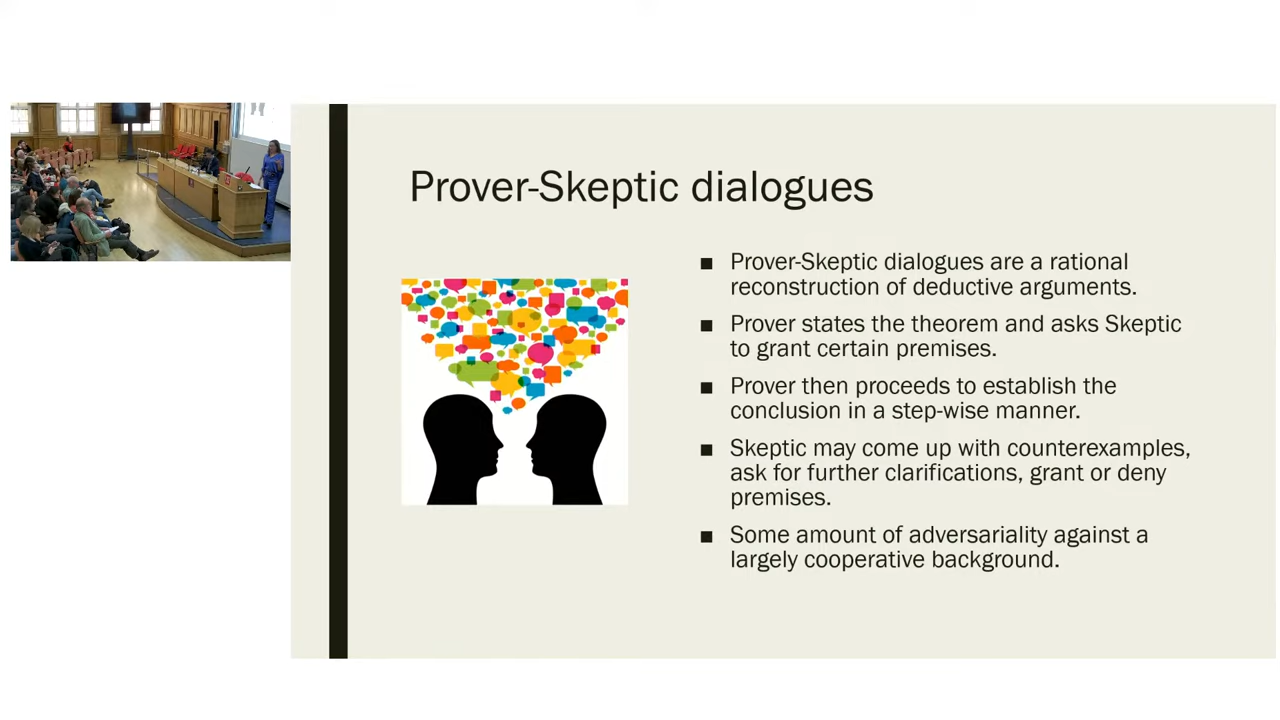 Prover-Skeptic dialogues
■ Prover-Skeptic dialogues are a rational
reconstruction of deductive arguments.
■ Prover states the theorem and asks Skeptic
to grant certain premises.
■ Prover then proceeds to establish the
conclusion in a step-wise manner.
■ Skeptic may come up with counterexamples,
ask for further clarifications, grant or deny
premises.
■ Some amount of adversariality against a
largely cooperative background.